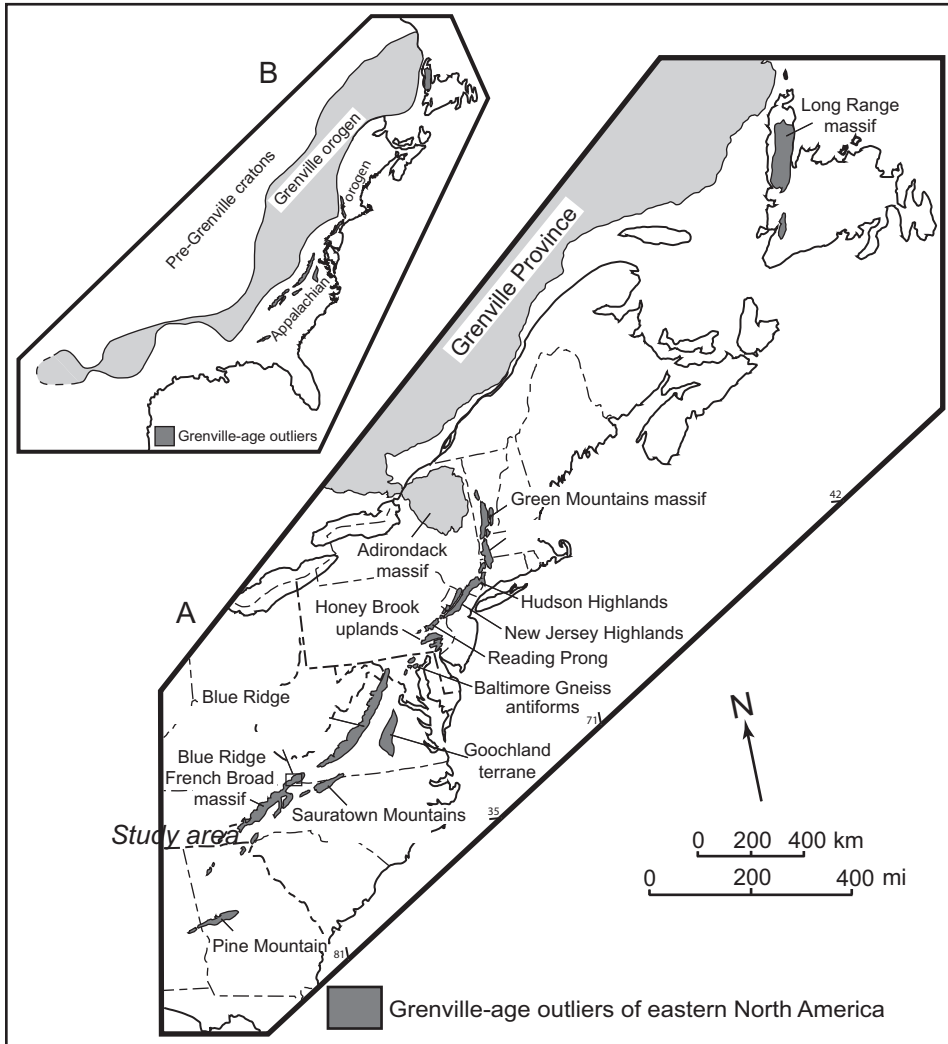 B
Pre-Grenville cratons
Grenville orogen
Appalachian orogen
Grenville-age outliers
A
Grenville Province
Long Range
massif
Green Mountains massif
Adirondack
massif
Hudson Highlands
Honey Brook
uplands
New Jersey Highlands
Reading Prong
Baltimore Gneiss
antiforms
Blue Ridge
Goochland
terrane
Blue Ridge
French Broad
massif
Sauratown Mountains
Study area
Pine Mountain
42
71
35
81
N
0 200 400 km
0 200 400 mi
Grenville-age outliers of eastern North America